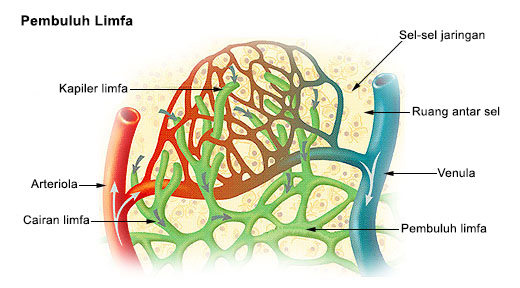 Pembuluh Limfa
Sel-sel jaringan
Kapiler limfa
Ruang antar sel
Arteriola
Venula
Cairan limfa
Pembuluh limfa